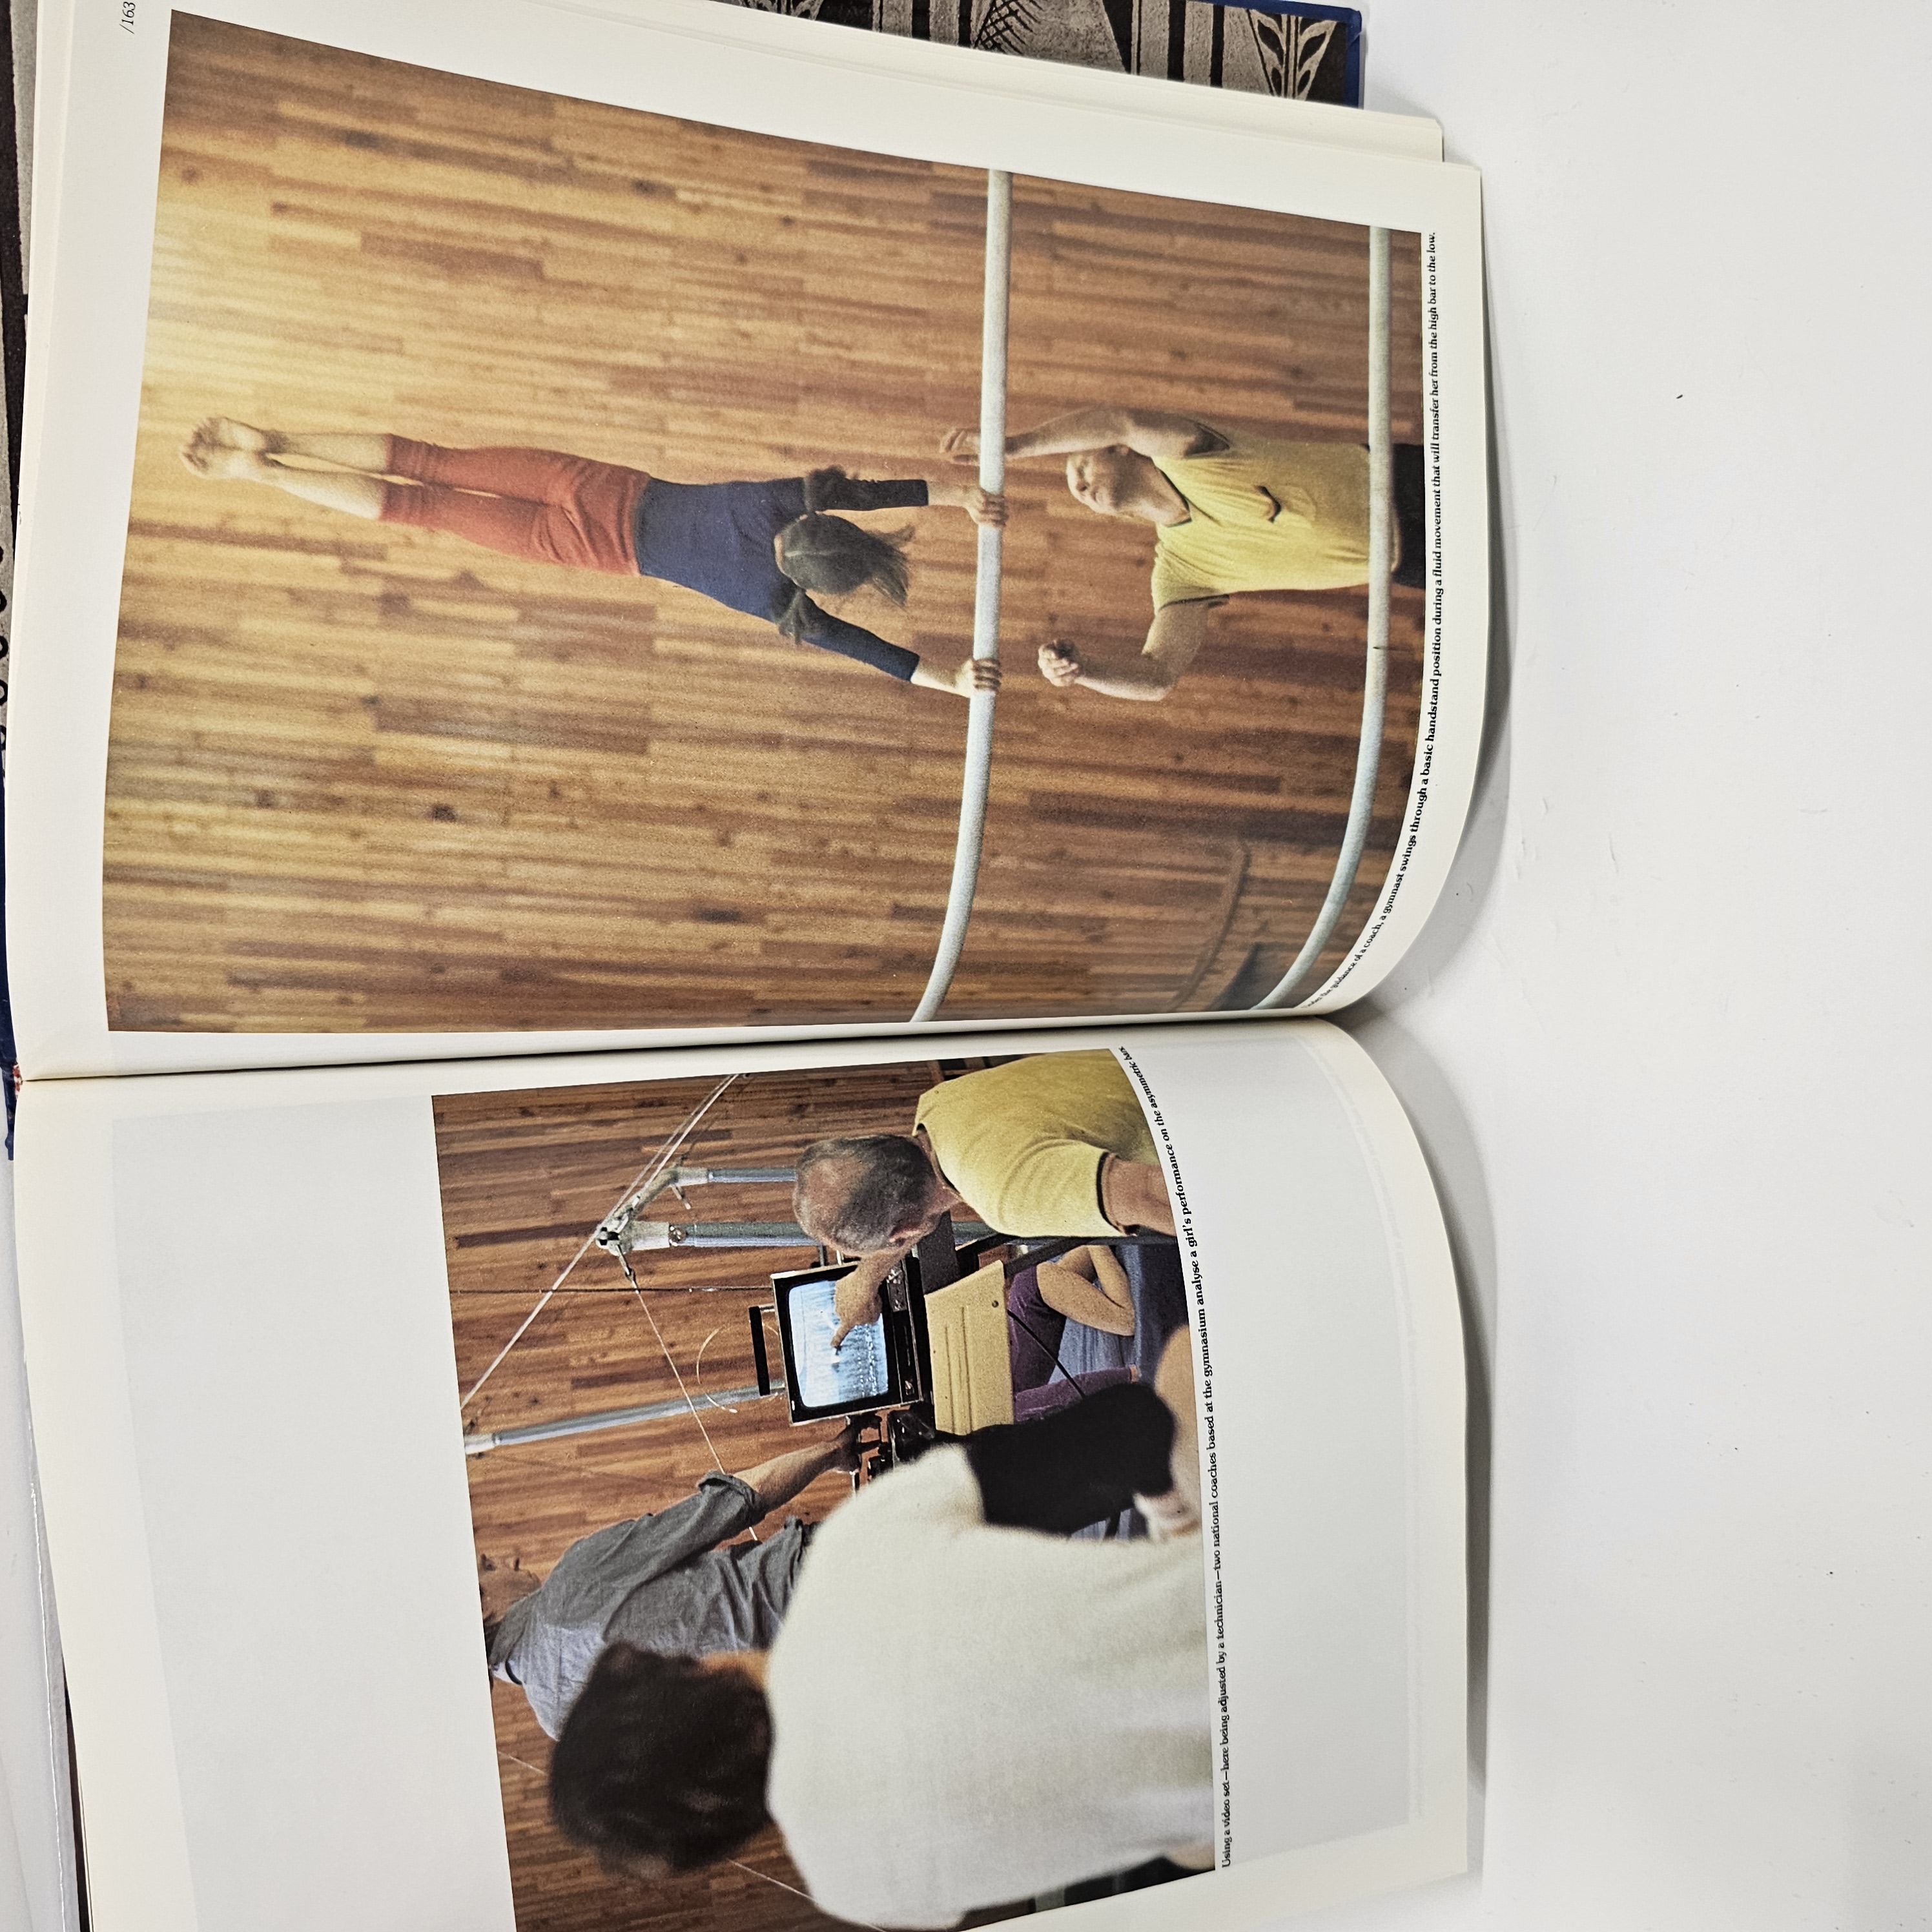 /163
Using a video set—here being adjusted by a technician—two national coaches based at the gymnasium analyse a girl's performance on the asymmetric bars.
Under the guidance of a coach, a gymnast swings through a basic handstand position during a fluid movement that will transfer her from the high bar to the low.